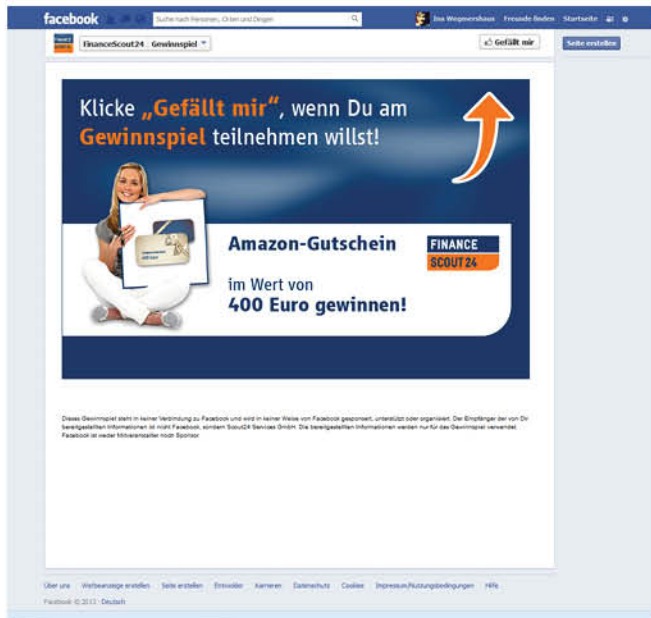 facebook Suche nach Personen, Orten und Dingen Ina Wegmershaus Freunde finden Startseite
FinanceScout24 Gewinnspiel Gefällt mir Seite erstellen
Klicke „Gefällt mir“, wenn Du am
Gewinnspiel teilnehmen willst!
Amazon-Gutschein
FINANCE
SCOUT24
im Wert von
400 Euro gewinnen!
Dieses Gewinnspiel steht in keiner Verbindung zu Facebook und wird in keiner Weise von Facebook gesponsert, unterstützt oder organisiert. Der Empfänger der von Dir
bereitgestellten Informationen ist nicht Facebook, sondern Scout24 Services GmbH. Die bereitgestellten Informationen werden nur für das Gewinnspiel verwendet.
Facebook ist weder Mitveranstalter noch Sponsor
Über uns Werbeanzeige erstellen Seite erstellen Entwickler Karrieren Datenschutz Cookies Impressum/Nutzungsbedingungen Hilfe
Facebook © 2013 · Deutsch